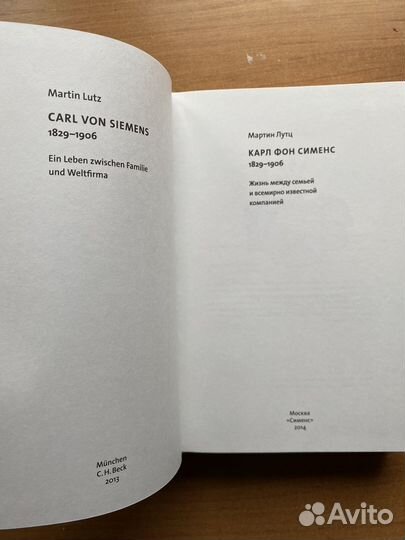 Martin Lutz
CARL VON SIEMENS
1829–1906
Ein Leben zwischen Familie
und Weltfirma
München
C. H. Beck
2013
Мартин Лутц
КАРЛ ФОН СИМЕНС
1829–1906
Жизнь между семьей
и всемирно известной
компанией
Москва
«Сименс»
2014
Avito